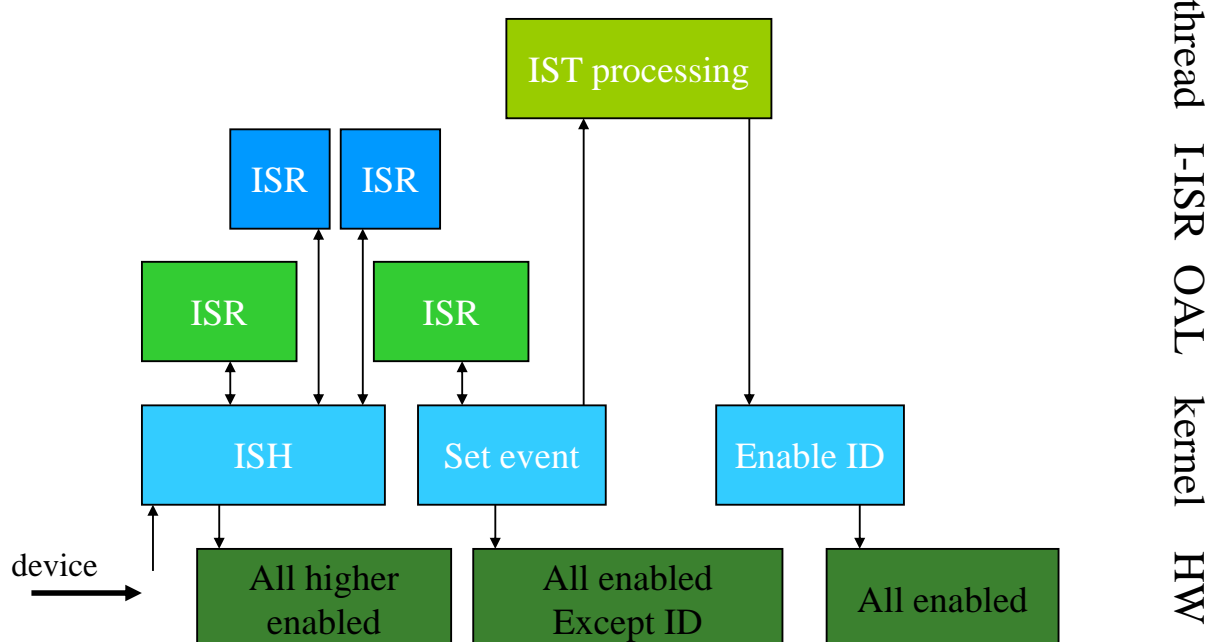 IST processing
ISR
ISR
ISR
ISR
ISH
Set event
Enable ID
device
All higher
enabled
All enabled
Except ID
All enabled
thread
I-ISR
OAL
kernel
HW